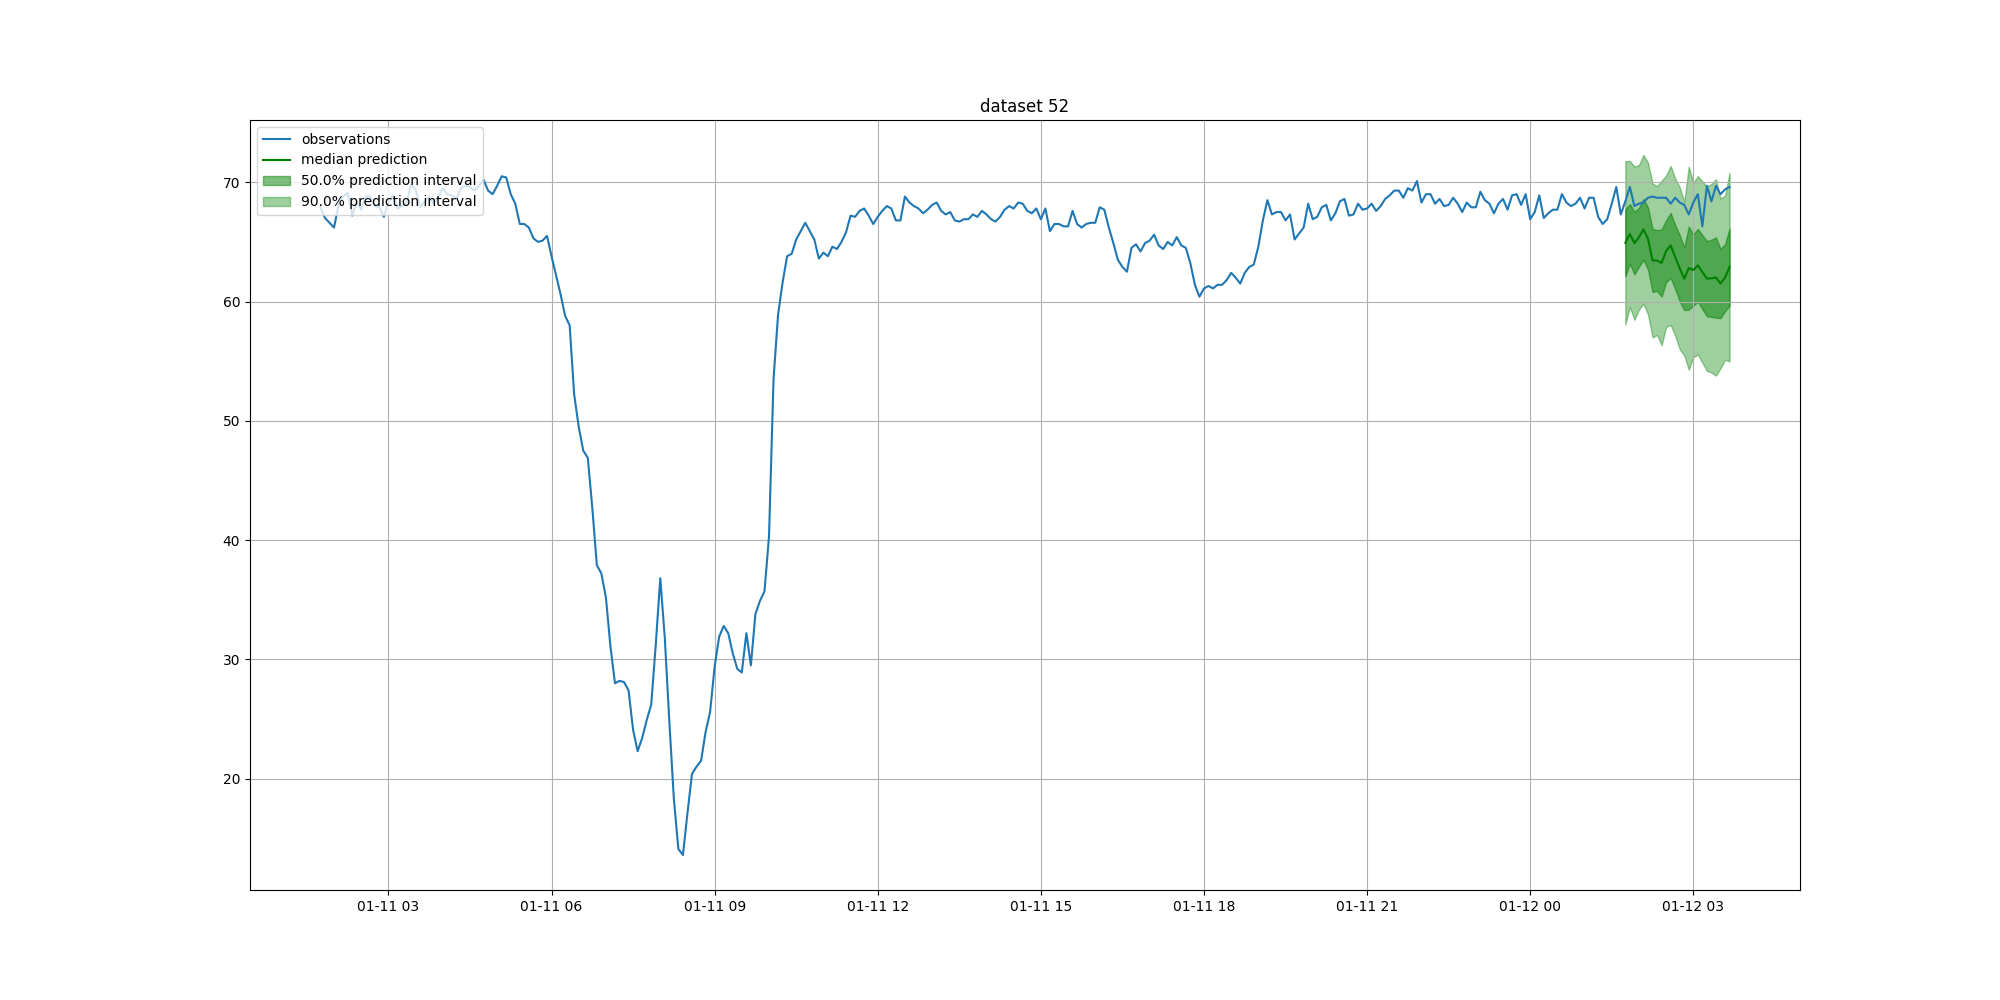 dataset 52
observations
median prediction
50.0% prediction interval
90.0% prediction interval
70
60
50
40
30
20
01-11 03 01-11 06 01-11 09 01-11 12 01-11 15 01-11 18 01-11 21 01-12 00 01-12 03